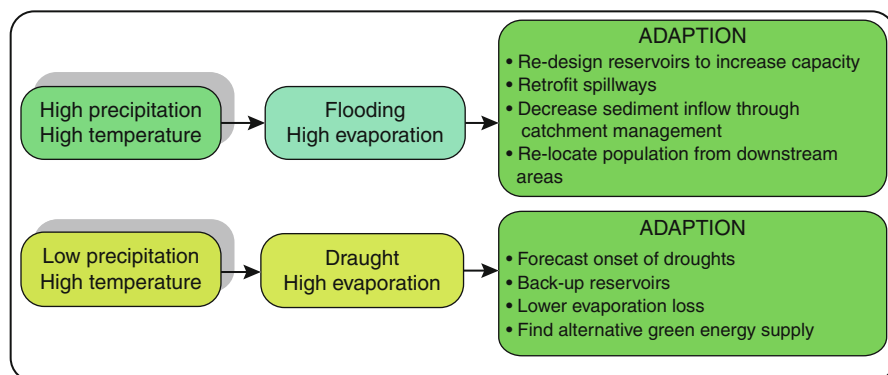 High precipitation
High temperature
Flooding
High evaporation
ADAPTION
• Re-design reservoirs to increase capacity
• Retrofit spillways
• Decrease sediment inflow through
catchment management
• Re-locate population from downstream
areas
Low precipitation
High temperature
Draught
High evaporation
ADAPTION
• Forecast onset of droughts
• Back-up reservoirs
• Lower evaporation loss
• Find alternative green energy supply